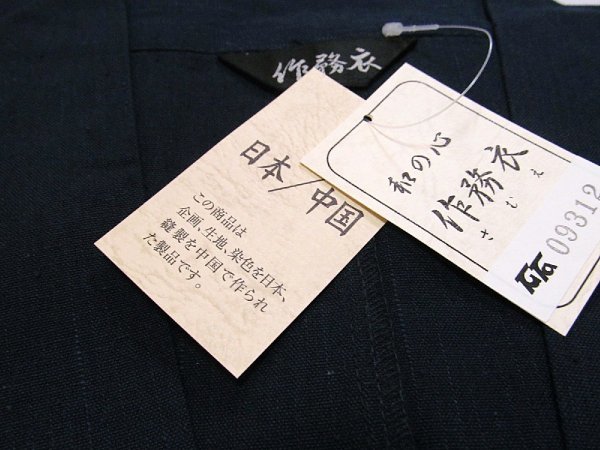 作務衣
日本/中国
この商品は
企画、生地、染色を日本、
縫製を中国で作られ
た製品です。
和の心
作務衣
さむえ
09312